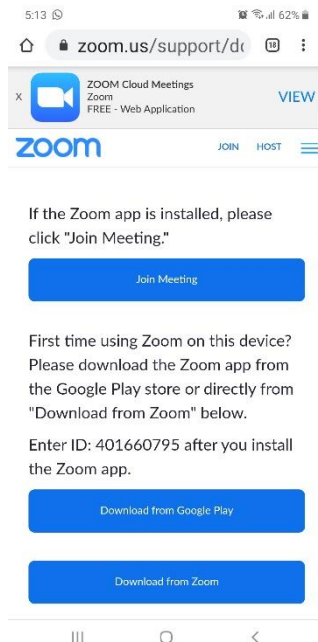 5:13 62%
zoom.us/support/do 18
ZOOM Cloud Meetings
Zoom
FREE - Web Application
x VIEW
zoom JOIN HOST
If the Zoom app is installed, please
click "Join Meeting."
Join Meeting
First time using Zoom on this device?
Please download the Zoom app from
the Google Play store or directly from
"Download from Zoom" below.
Enter ID: 401660795 after you install
the Zoom app.
Download from Google Play
Download from Zoom